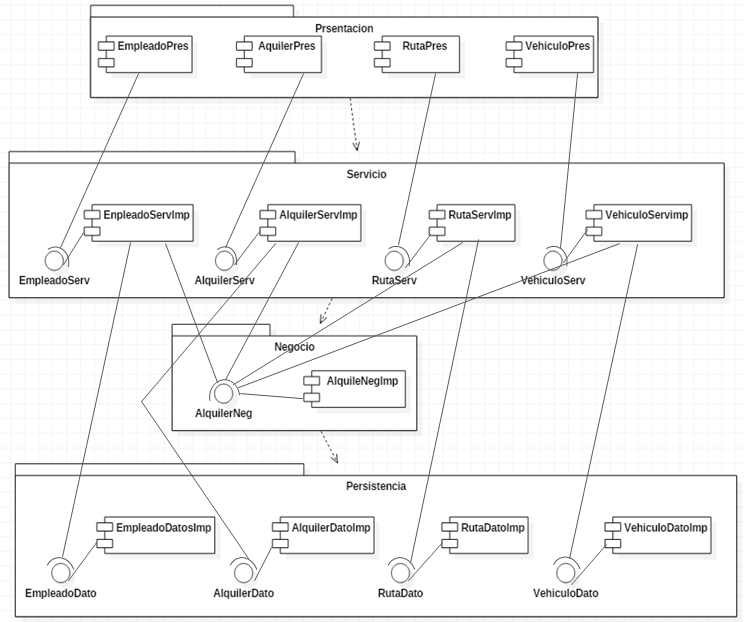 Prsentacion
EmpleadoPres
AquilerPres
RutaPres
VehiculoPres
Servicio
EnpleadoServImp
AlquilerServImp
RutaServImp
VehiculoServimp
EmpleadoServ
AlquilerServ
RutaServ
VehiculoServ
Negocio
AlquileNegImp
AlquilerNeg
Persistencia
EmpleadoDatosImp
AlquilerDatoImp
RutaDatoImp
VehiculoDatoImp
EmpleadoDato
AlquilerDato
RutaDato
VehiculoDato